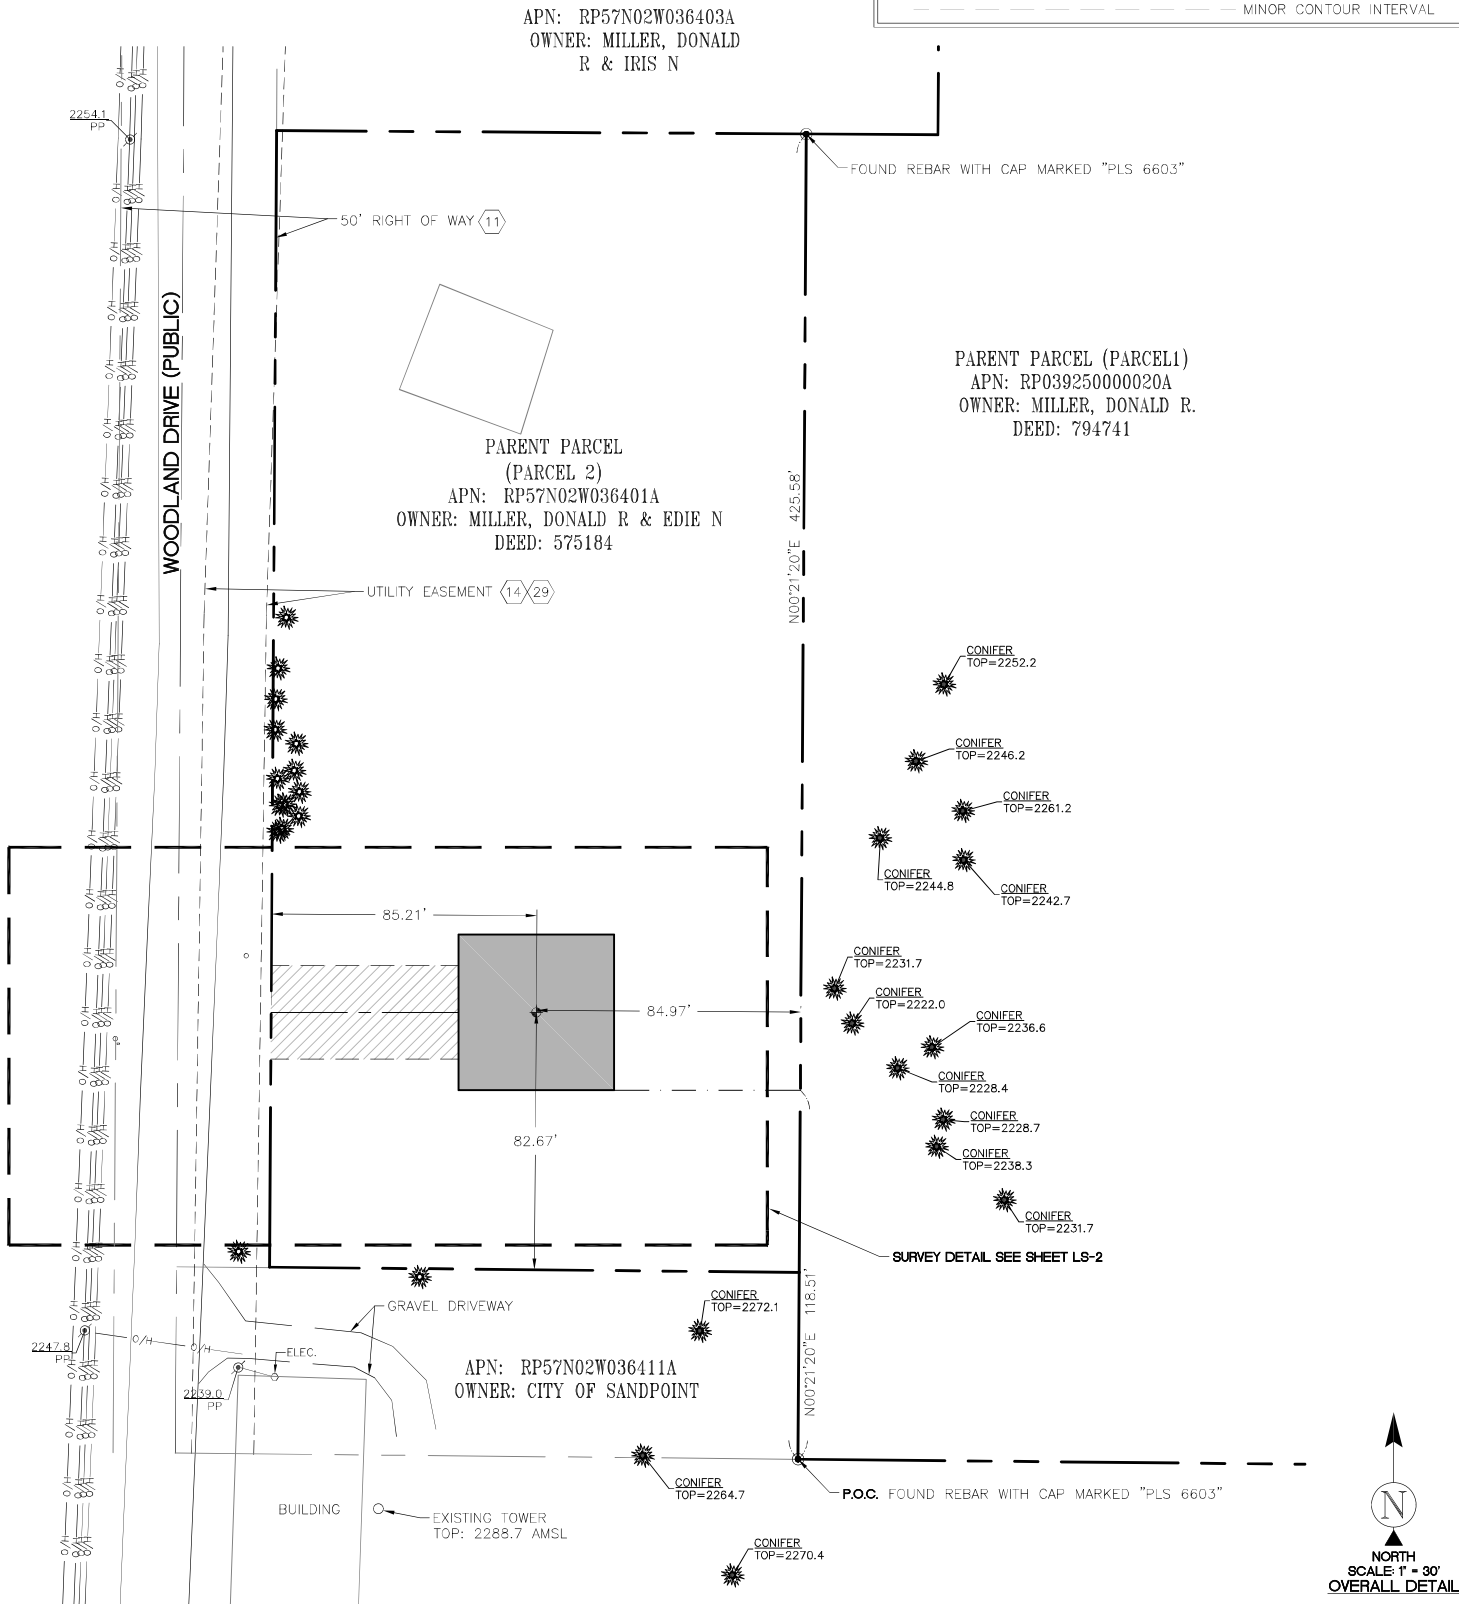 MINOR CONTOUR INTERVAL
APN: RP57N02W036403A
OWNER: MILLER, DONALD
R & IRIS N
2254.1
PP
FOUND REBAR WITH CAP MARKED "PLS 6603"
50' RIGHT OF WAY 11
WOODLAND DRIVE (PUBLIC)
PARENT PARCEL (PARCEL1)
APN: RP039250000020A
OWNER: MILLER, DONALD R.
DEED: 794741
PARENT PARCEL
(PARCEL 2)
APN: RP57N02W036401A
OWNER: MILLER, DONALD R & EDIE N
DEED: 575184
N00°21'20"E 425.58'
UTILITY EASEMENT 14 29
CONIFER
TOP=2252.2
CONIFER
TOP=2246.2
CONIFER
TOP=2261.2
CONIFER
TOP=2244.8
CONIFER
TOP=2242.7
85.21'
CONIFER
TOP=2231.7
CONIFER
TOP=2222.0
84.97'
CONIFER
TOP=2236.6
CONIFER
TOP=2228.4
CONIFER
TOP=2228.7
82.67'
CONIFER
TOP=2238.3
CONIFER
TOP=2231.7
SURVEY DETAIL SEE SHEET LS-2
N00°21'20"E 118.51'
CONIFER
TOP=2272.1
GRAVEL DRIVEWAY
2247.8
PP
O/H
O/H
ELEC.
2239.0
PP
APN: RP57N02W036411A
OWNER: CITY OF SANDPOINT
CONIFER
TOP=2264.7
P.O.C. FOUND REBAR WITH CAP MARKED "PLS 6603"
BUILDING
EXISTING TOWER
TOP: 2288.7 AMSL
CONIFER
TOP=2270.4
N
NORTH
SCALE: 1" = 30'
OVERALL DETAIL